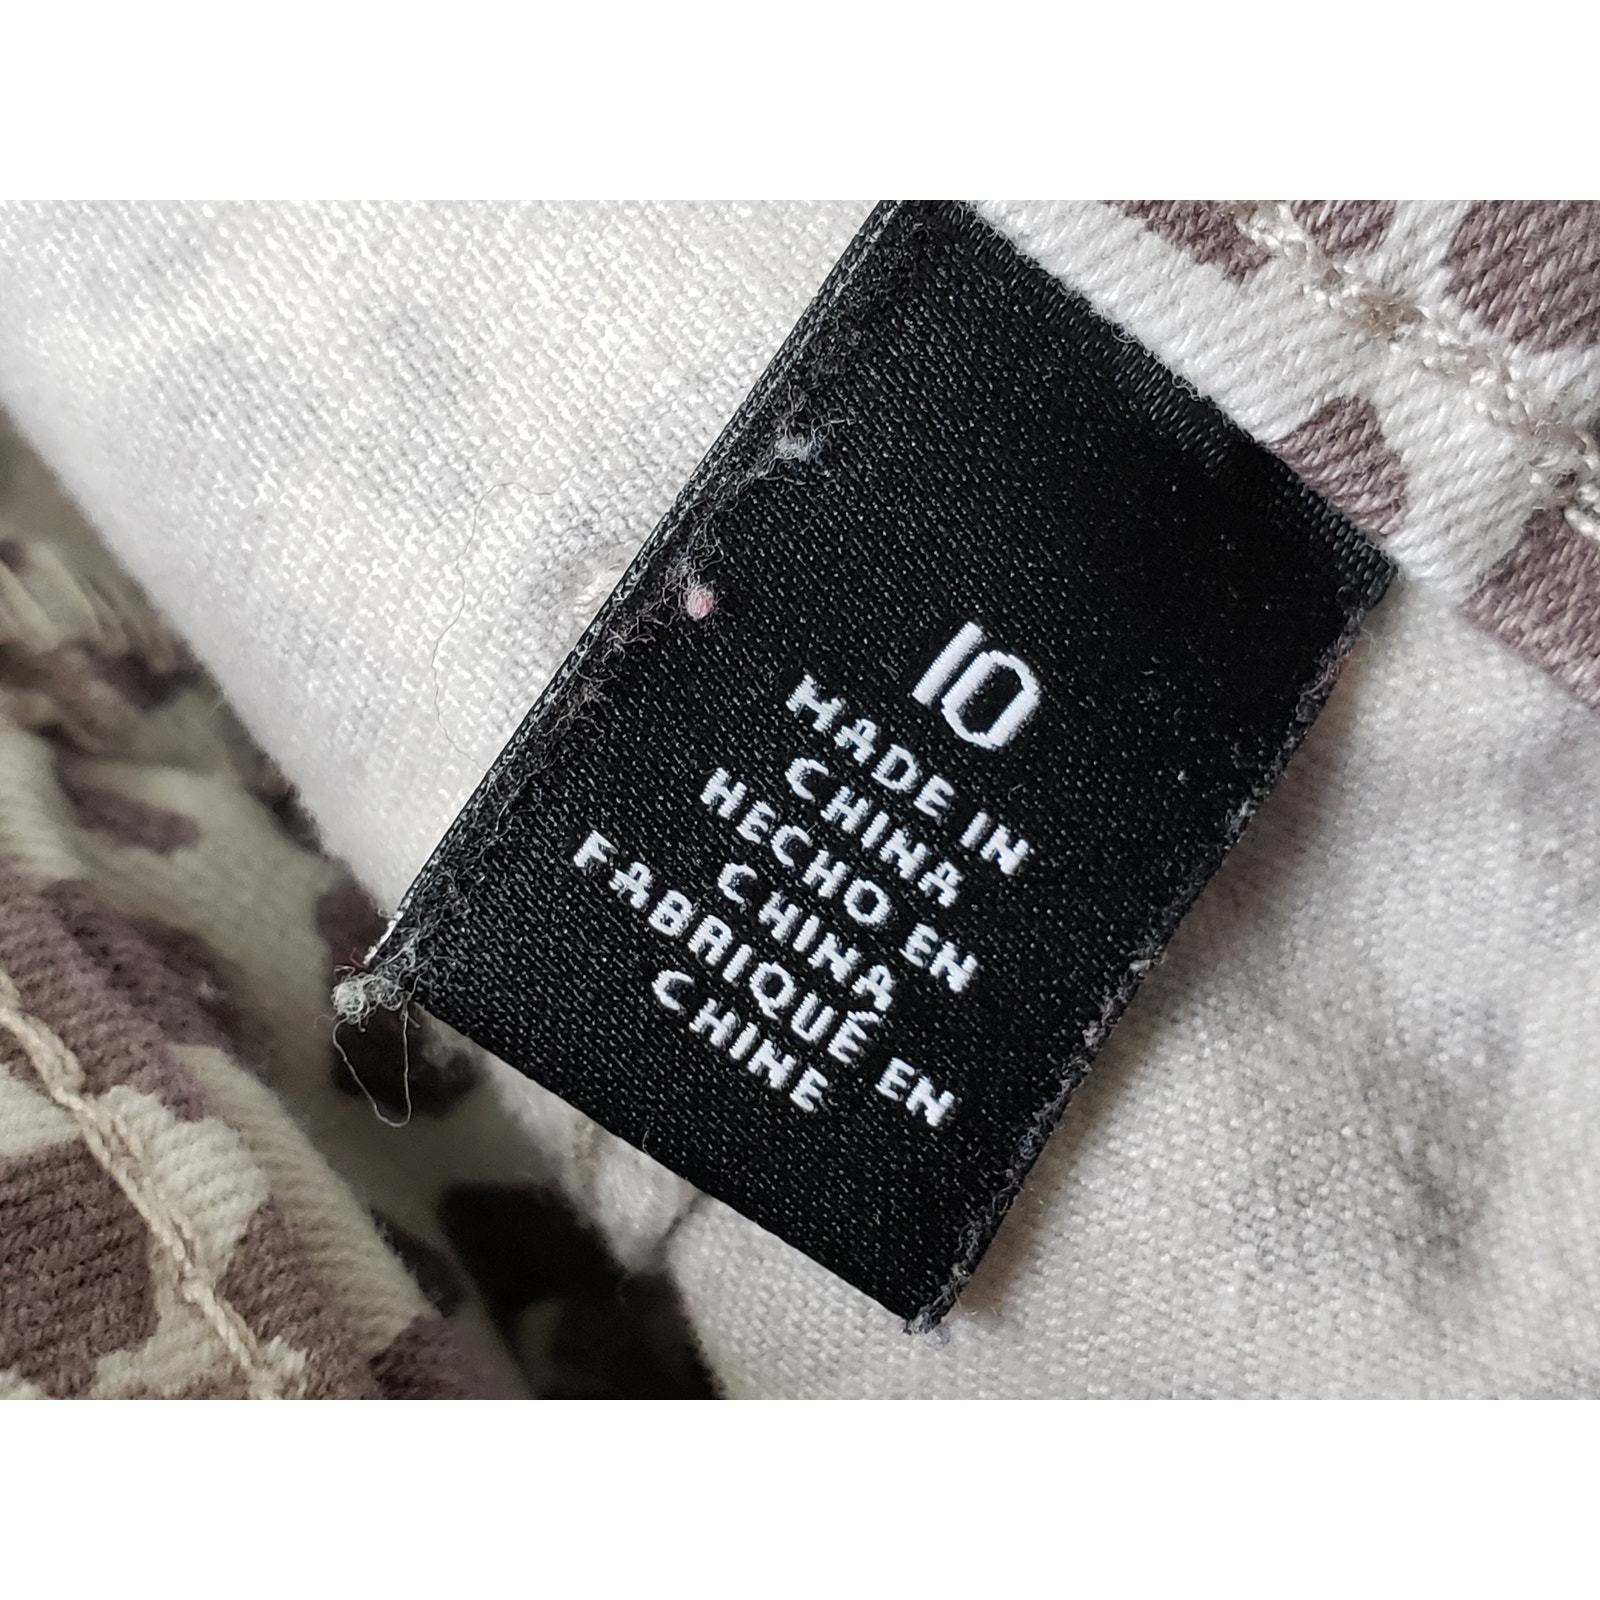 10
MADE IN
CHINA
HECHO EN
CHINA
FABRIQUÉ EN
CHINE